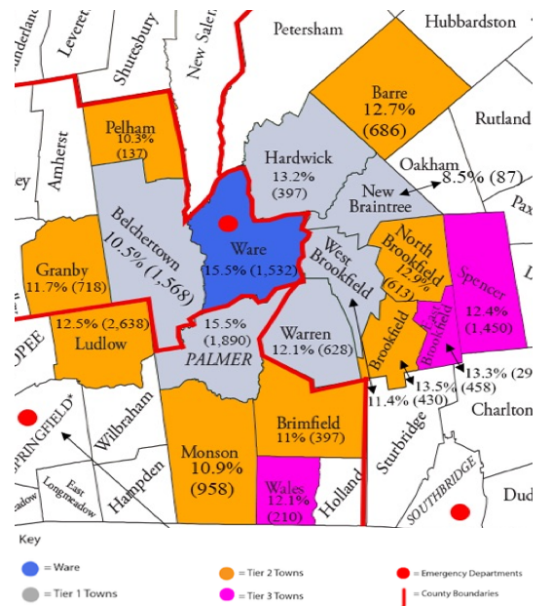 Petersham
Hubbardston
Leverett
Shutesbury
New Salem
Barre
12.7%
(686)
Rutland
Pelham
10.3%
(137)
Amherst
Hardwick
13.2%
(397)
Oakham
8.5% (87)
New
Braintree
Belchertown
10.5% (1,568)
Ware
15.5% (1,532)
West
Brookfield
North
Brookfield
12.9%
(613)
Spencer
12.4%
(1,450)
Granby
11.7% (718)
12.5% (2,638)
Ludlow
15.5%
(1,890)
PALMER
Warren
12.1% (628)
Brookfield
East
Brookfield
13.3% (29
13.5%
(458)
11.4% (430)
OPEE
SPRINGFIELD*
Wilbraham
Monson
10.9%
(958)
Brimfield
11% (397)
Sturbridge
Charlton
East
Longmeadow
Hampden
Wales
12.1%
(210)
Holland
SOUTHBRIDGE
Dud
Key
= Ware
= Tier 1 Towns
= Tier 2 Towns
= Tier 3 Towns
= Emergency Departments
= County Boundaries